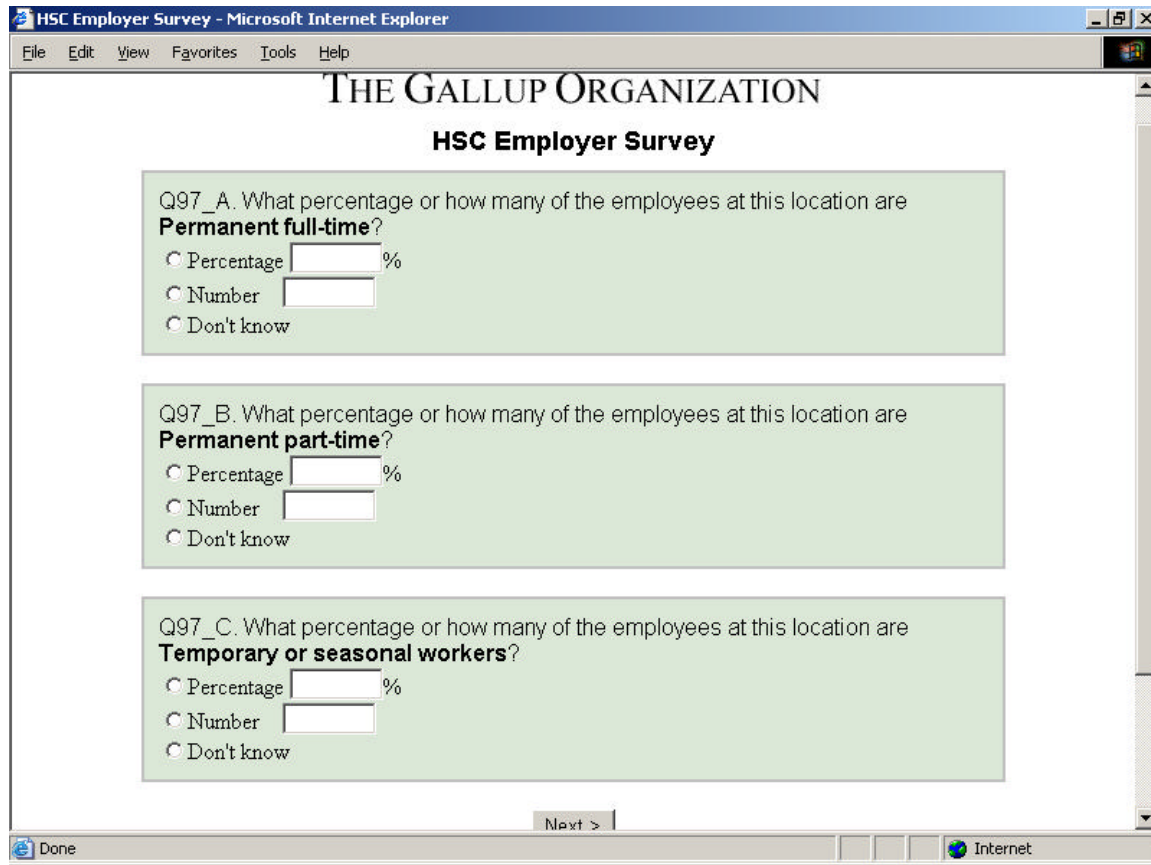 HSC Employer Survey - Microsoft Internet Explorer
File Edit View Favorites Tools Help
THE GALLUP ORGANIZATION
HSC Employer Survey
Q97_A. What percentage or how many of the employees at this location are
Permanent full-time?
Percentage %
Number
Don't know
Q97_B. What percentage or how many of the employees at this location are
Permanent part-time?
Percentage %
Number
Don't know
Q97_C. What percentage or how many of the employees at this location are
Temporary or seasonal workers?
Percentage %
Number
Don't know
Next >
Done Internet